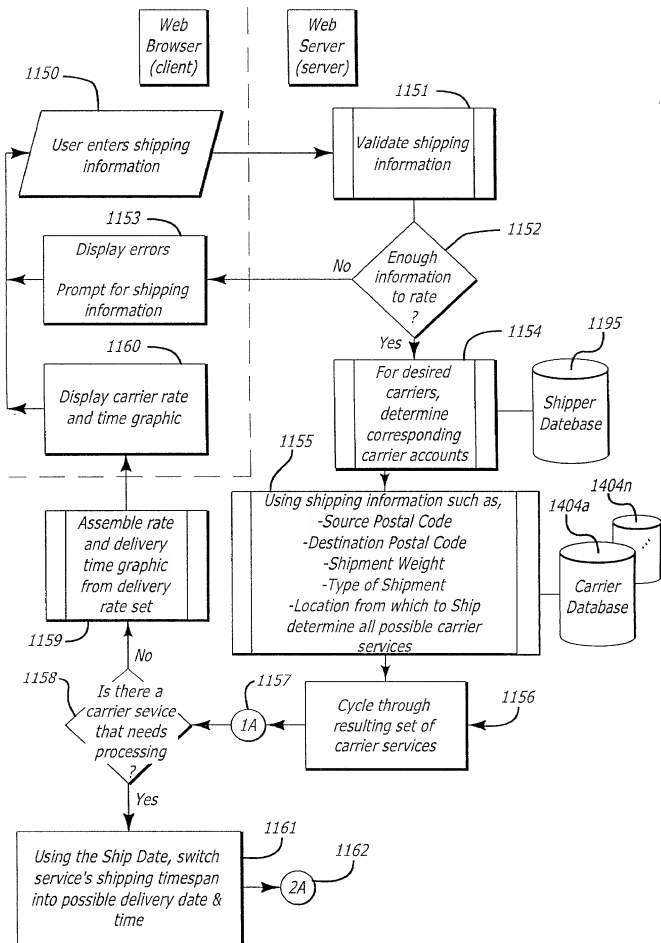 Web
Browser
(client)
Web
Server
(server)
1150
User enters shipping
information
1151
Validate shipping
information
1153
Display errors
Prompt for shipping
information
1152
No
Enough
information
to rate
?
Yes
1154
1195
1160
Display carrier rate
and time graphic
For desired
carriers,
determine
corresponding
carrier accounts
Shipper
Datebase
1155
Using shipping information such as,
-Source Postal Code
-Destination Postal Code
-Shipment Weight
-Type of Shipment
-Location from which to Ship
determine all possible carrier
services
1404n
1404a
...
Carrier
Database
Assemble rate
and delivery
time graphic
from delivery
rate set
1159
No
1158
Is there a
carrier sevice
that needs
processing
?
1157
1A
Cycle through
resulting set of
carrier services
1156
Yes
1161
Using the Ship Date, switch
service's shipping timespan
into possible delivery date &
time
1162
2A